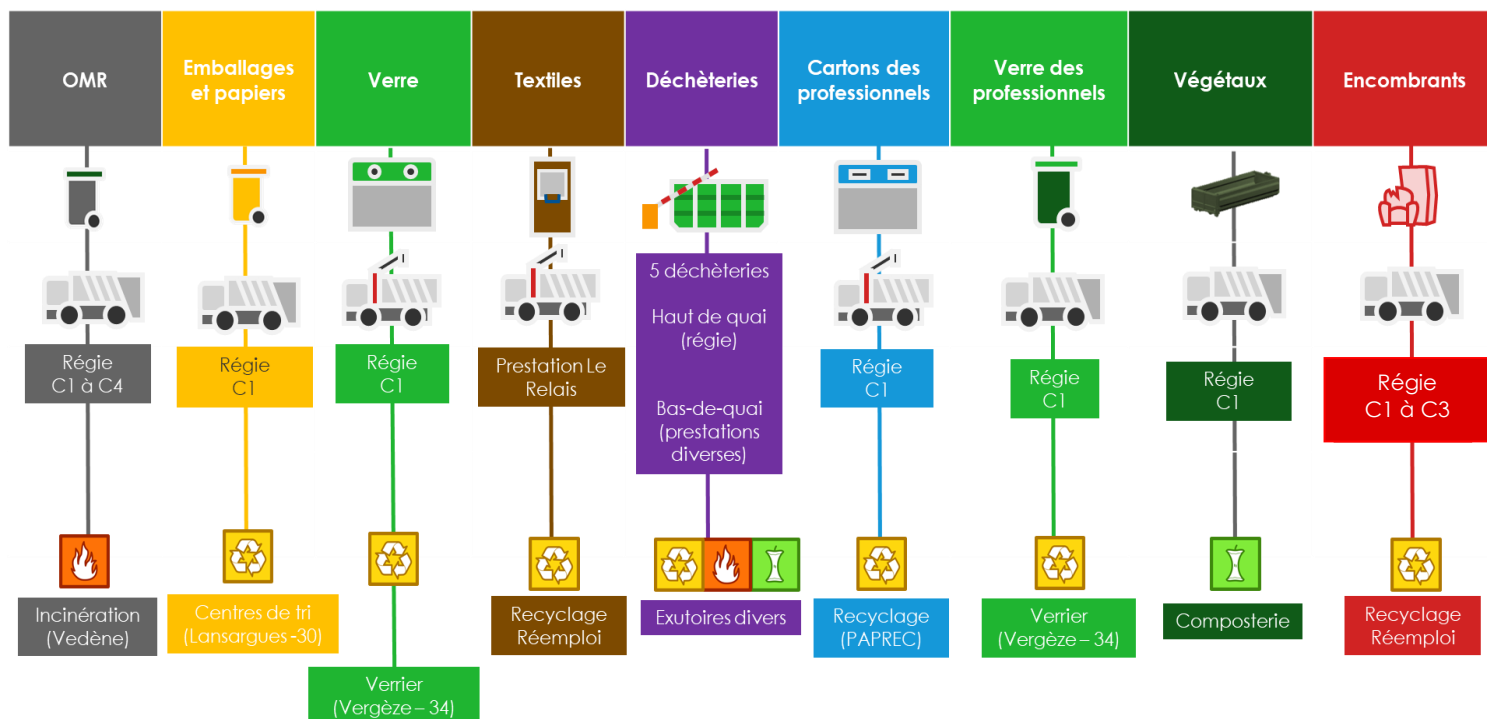 OMR
Emballages
et papiers
Verre
Textiles
Déchèteries
Cartons des
professionnels
Verre des
professionnels
Végétaux
Encombrants
Régie
C1 à C4
Régie
C1
Régie
C1
Prestation Le
Relais
5 déchèteries
Haut de quai
(régie)
Bas-de-quai
(prestations
diverses)
Régie
C1
Régie
C1
Régie
C1
Régie
C1 à C3
Incinération
(Vedène)
Centres de tri
(Lansargues -30)
Verrier
(Vergèze – 34)
Recyclage
Réemploi
Exutoires divers
Recyclage
(PAPREC)
Verrier
(Vergèze – 34)
Composterie
Recyclage
Réemploi